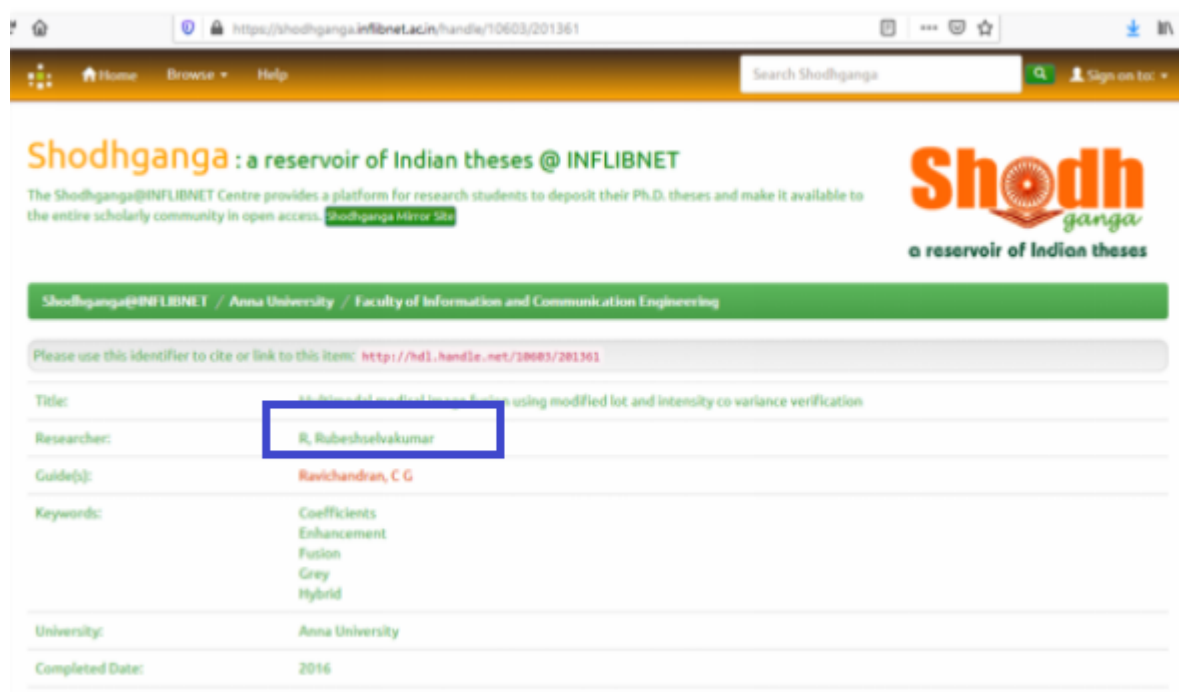 https://shodhganga.inflibnet.ac.in/handle/10603/201361
Home Browse Help Search Shodhganga Sign on to:
Shodhganga : a reservoir of Indian theses @ INFLIBNET
The Shodhganga@INFLIBNET Centre provides a platform for research students to deposit their Ph.D. theses and make it available to
the entire scholarly community in open access. Shodhganga Mirror Site
Shodh
ganga
a reservoir of Indian theses
Shodhganga@INFLIBNET / Anna University / Faculty of Information and Communication Engineering
Please use this identifier to cite or link to this item: http://hdl.handle.net/10603/201361
Title: Multimodal medical image fusion using modified lot and intensity co variance verification
Researcher: R, Rubeshselvakumar
Guide(s): Ravichandran, C G
Keywords: Coefficients
Enhancement
Fusion
Grey
Hybrid
University: Anna University
Completed Date: 2016